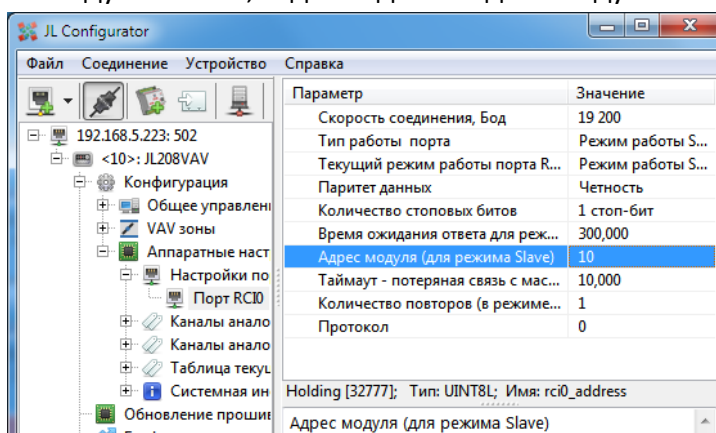 JL Configurator
Файл Соединение Устройство Справка
192.168.5.223: 502
<10>: JL208VAV
Конфигурация
Общее управлени
VAV зоны
Аппаратные наст
Настройки по
Порт RCI0
Каналы анало
Каналы анало
Таблица текущ
Системная ин
Обновление прошив
Параметр Значение
Скорость соединения, Бод 19 200
Тип работы порта Режим работы S...
Текущий режим работы порта R... Режим работы S...
Паритет данных Четность
Количество стоповых битов 1 стоп-бит
Время ожидания ответа для реж... 300,000
Адрес модуля (для режима Slave) 10
Таймаут - потеряная связь с мас... 10,000
Количество повторов (в режиме... 1
Протокол 0
Holding [32777]; Тип: UINT8L; Имя: rci0_address
Адрес модуля (для режима Slave)